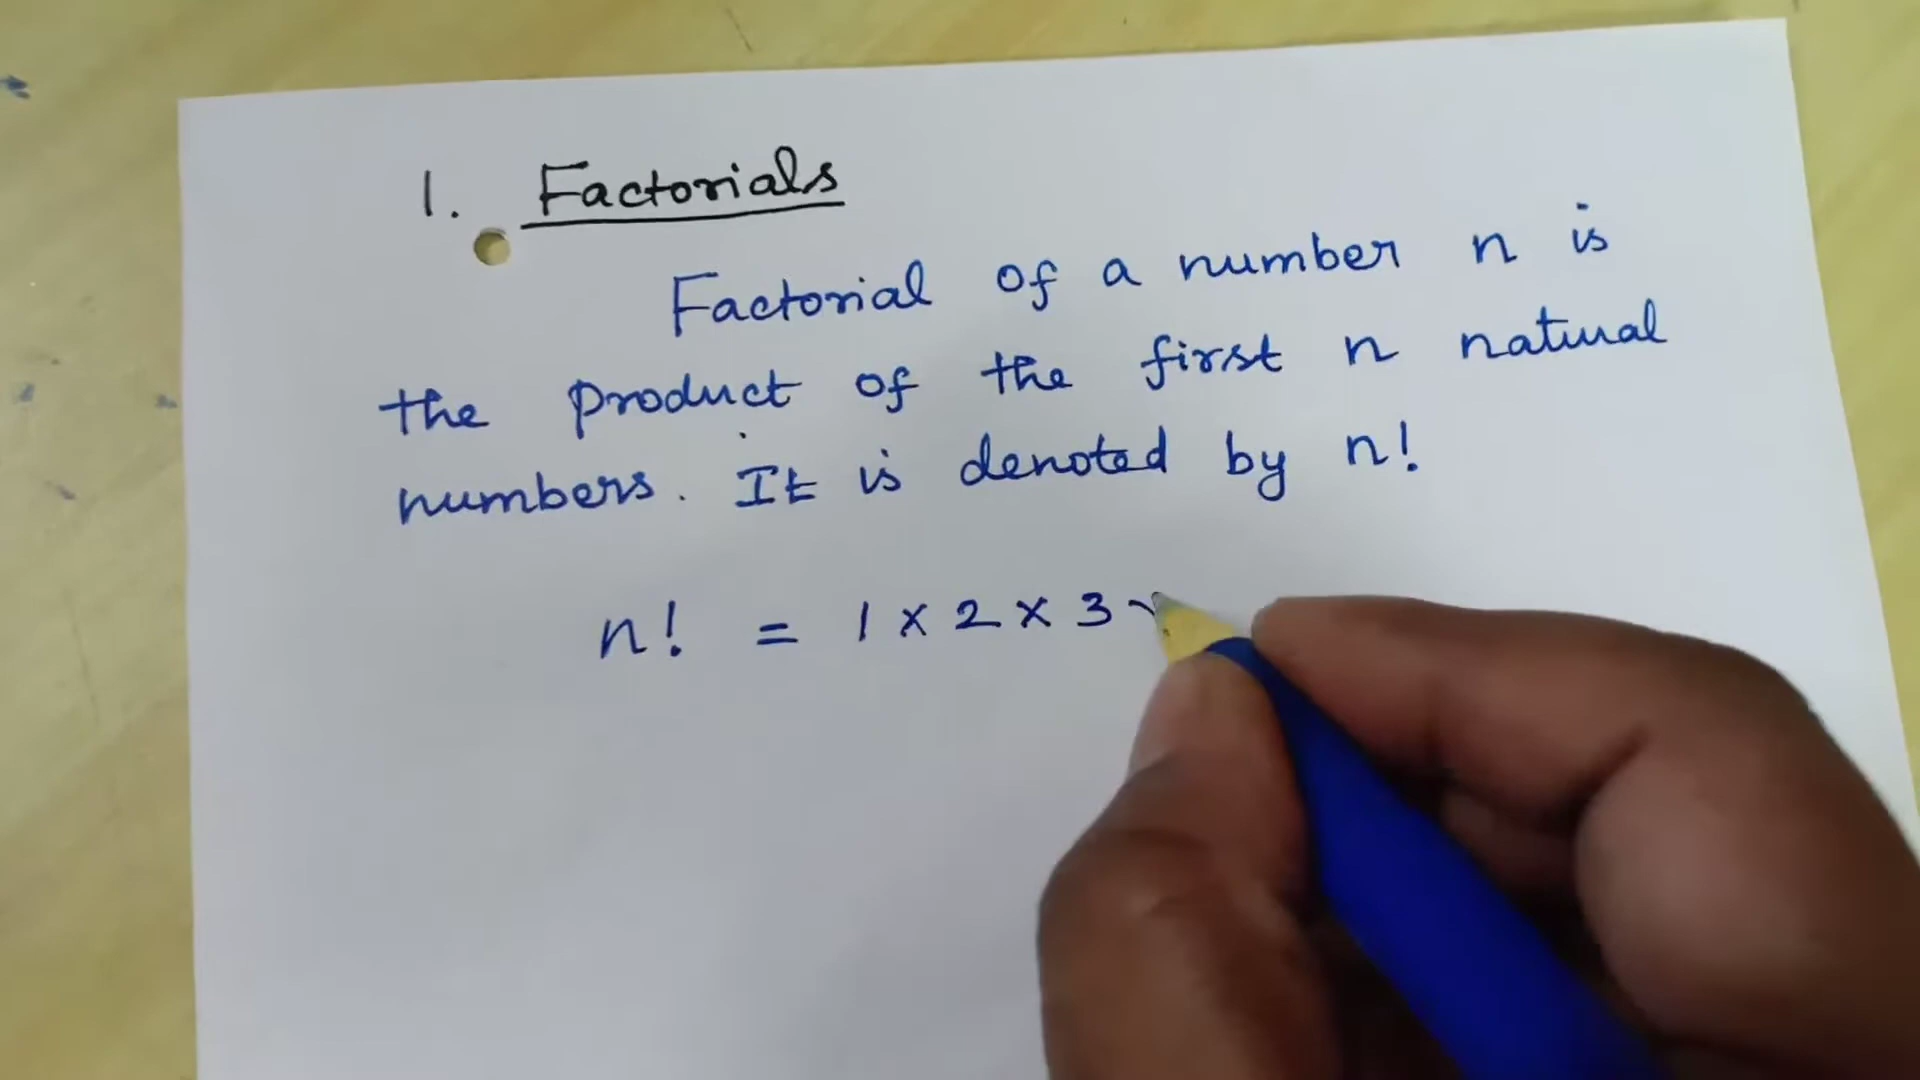 1. Factorials
Factorial of a number n is
the product of the first n natural
numbers. It is denoted by n!
n! = 1 × 2 × 3